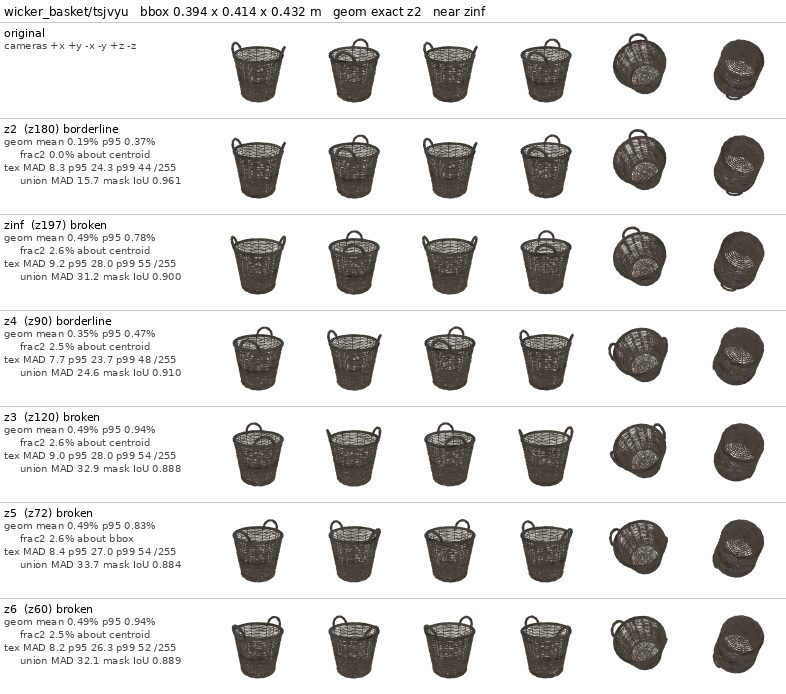 wicker_basket/tsjvyu bbox 0.394 x 0.414 x 0.432 m geom exact z2 near zinf
original
cameras +x +y -x -y +z -z
z2 (z180) borderline
geom mean 0.19% p95 0.37%
frac2 0.0% about centroid
tex MAD 8.3 p95 24.3 p99 44 /255
union MAD 15.7 mask IoU 0.961
zinf (z197) broken
geom mean 0.49% p95 0.78%
frac2 2.6% about centroid
tex MAD 9.2 p95 28.0 p99 55 /255
union MAD 31.2 mask IoU 0.900
z4 (z90) borderline
geom mean 0.35% p95 0.47%
frac2 2.5% about centroid
tex MAD 7.7 p95 23.7 p99 48 /255
union MAD 24.6 mask IoU 0.910
z3 (z120) broken
geom mean 0.49% p95 0.94%
frac2 2.6% about centroid
tex MAD 9.0 p95 28.0 p99 54 /255
union MAD 32.9 mask IoU 0.888
z5 (z72) broken
geom mean 0.49% p95 0.83%
frac2 2.6% about bbox
tex MAD 8.4 p95 27.0 p99 54 /255
union MAD 33.7 mask IoU 0.884
z6 (z60) broken
geom mean 0.49% p95 0.94%
frac2 2.5% about centroid
tex MAD 8.2 p95 26.3 p99 52 /255
union MAD 32.1 mask IoU 0.889